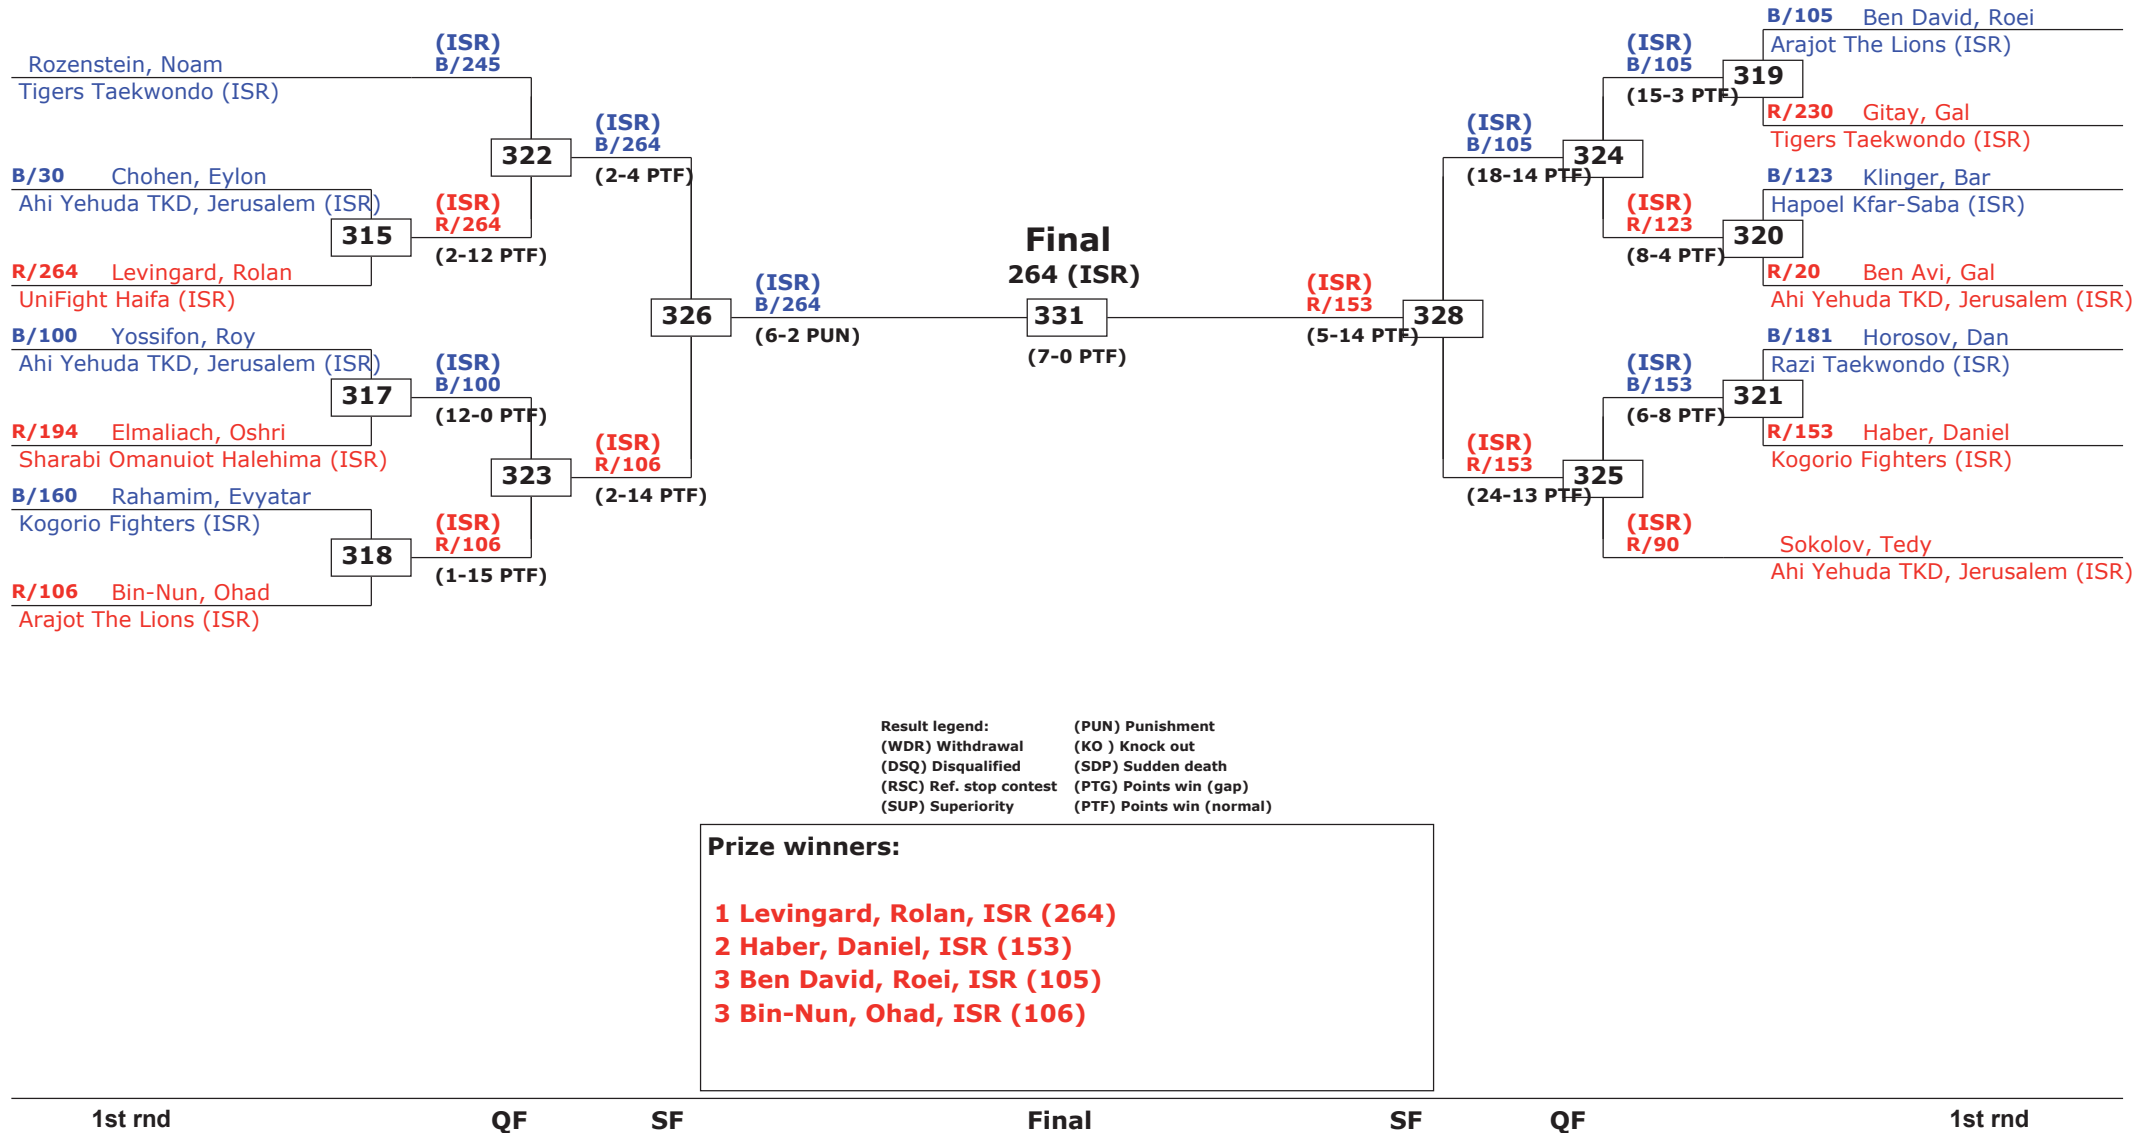 (ISR)
B/245
Rozenstein, Noam
Tigers Taekwondo (ISR)
322
(ISR)
B/264
(2-4 PTF)
B/30 Chohen, Eylon
Ahi Yehuda TKD, Jerusalem (ISR)
315
(ISR)
R/264
(2-12 PTF)
R/264 Levingard, Rolan
UniFight Haifa (ISR)
326
(ISR)
B/264
(6-2 PUN)
B/100 Yossifon, Roy
Ahi Yehuda TKD, Jerusalem (ISR)
317
(ISR)
B/100
(12-0 PTF)
R/194 Elmaliach, Oshri
Sharabi Omanuiot Halehima (ISR)
323
(ISR)
R/106
(2-14 PTF)
B/160 Rahamim, Evyatar
Kogorio Fighters (ISR)
318
(ISR)
R/106
(1-15 PTF)
R/106 Bin-Nun, Ohad
Arajot The Lions (ISR)
Final
264 (ISR)
331
(7-0 PTF)
B/105 Ben David, Roei
Arajot The Lions (ISR)
(ISR)
B/105
319
(15-3 PTF)
R/230 Gitay, Gal
Tigers Taekwondo (ISR)
(ISR)
B/105
324
(18-14 PTF)
B/123 Klinger, Bar
Hapoel Kfar-Saba (ISR)
(ISR)
R/123
320
(8-4 PTF)
R/20 Ben Avi, Gal
Ahi Yehuda TKD, Jerusalem (ISR)
(ISR)
R/153
328
(5-14 PTF)
B/181 Horosov, Dan
Razi Taekwondo (ISR)
(ISR)
B/153
321
(6-8 PTF)
R/153 Haber, Daniel
Kogorio Fighters (ISR)
(ISR)
R/153
325
(24-13 PTF)
(ISR)
R/90
Sokolov, Tedy
Ahi Yehuda TKD, Jerusalem (ISR)
Result legend: (PUN) Punishment
(WDR) Withdrawal (KO ) Knock out
(DSQ) Disqualified (SDP) Sudden death
(RSC) Ref. stop contest (PTG) Points win (gap)
(SUP) Superiority (PTF) Points win (normal)
Prize winners:
1 Levingard, Rolan, ISR (264)
2 Haber, Daniel, ISR (153)
3 Ben David, Roei, ISR (105)
3 Bin-Nun, Ohad, ISR (106)
1st rnd QF SF Final SF QF 1st rnd